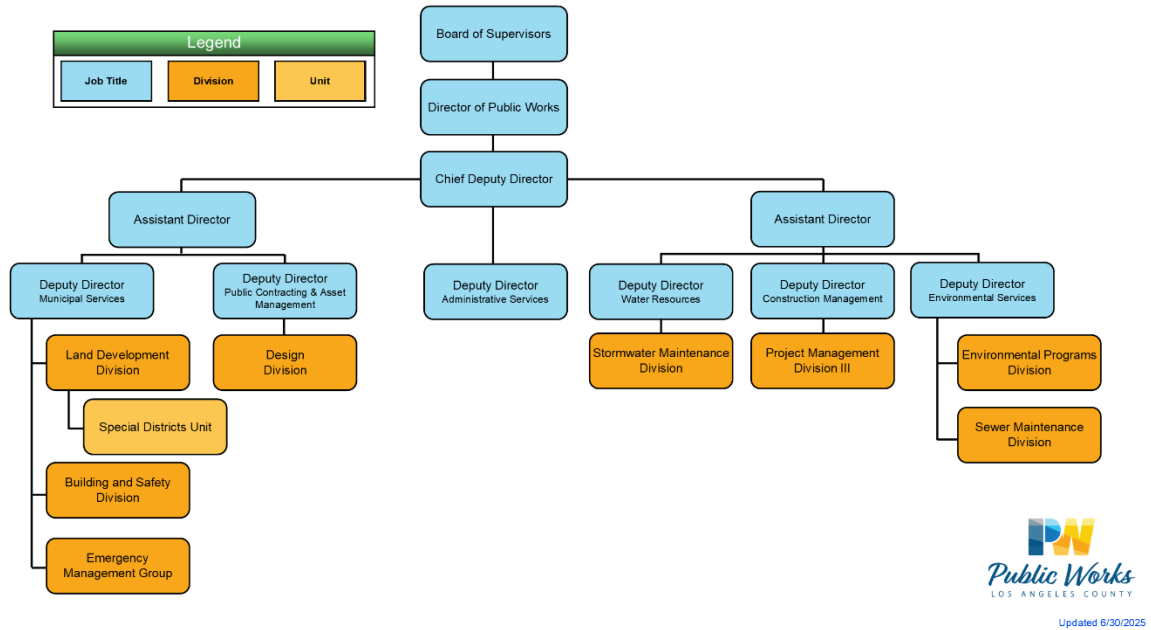 Legend
Job Title
Division
Unit
Board of Supervisors
Director of Public Works
Chief Deputy Director
Assistant Director
Assistant Director
Deputy Director
Municipal Services
Deputy Director
Public Contracting & Asset
Management
Deputy Director
Administrative Services
Deputy Director
Water Resources
Deputy Director
Construction Management
Deputy Director
Environmental Services
Land Development
Division
Design
Division
Stormwater Maintenance
Division
Project Management
Division III
Environmental Programs
Division
Special Districts Unit
Sewer Maintenance
Division
Building and Safety
Division
Emergency
Management Group
PW
Public Works
LOS ANGELES COUNTY
Updated 6/30/2025